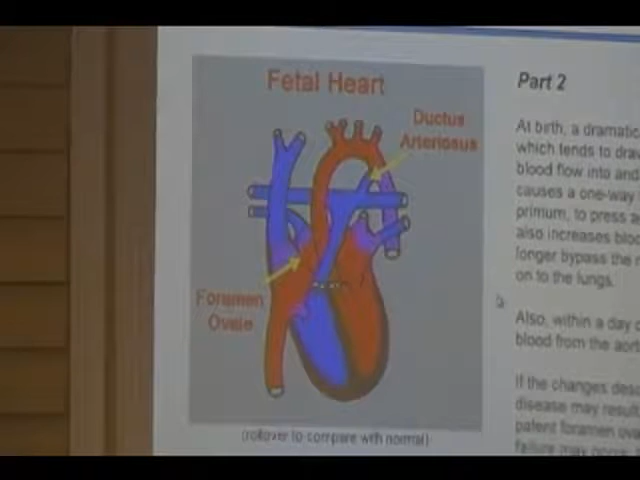 Fetal Heart
Ductus
Arteriosus
Foramen
Ovale
(rollover to compare with normal)
Part 2
At birth, a dramatic
which tends to draw
blood flow into and
causes a one-way
primum, to press a
also increases bloo
longer bypass the
on to the lungs.
Also, within a day
blood from the aort
If the changes desc
disease may result
patent foramen ova
failure may